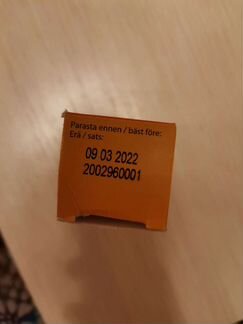 Parasta ennen / bäst före:
Erä / sats:
09 03 2022
2002960001